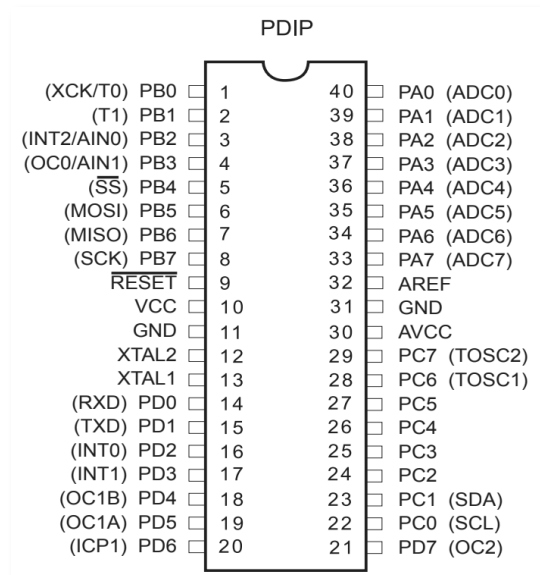 PDIP
(XCK/T0) PB0 1 40 PA0 (ADC0)
(T1) PB1 2 39 PA1 (ADC1)
(INT2/AIN0) PB2 3 38 PA2 (ADC2)
(OC0/AIN1) PB3 4 37 PA3 (ADC3)
(SS) PB4 5 36 PA4 (ADC4)
(MOSI) PB5 6 35 PA5 (ADC5)
(MISO) PB6 7 34 PA6 (ADC6)
(SCK) PB7 8 33 PA7 (ADC7)
RESET 9 32 AREF
VCC 10 31 GND
GND 11 30 AVCC
XTAL2 12 29 PC7 (TOSC2)
XTAL1 13 28 PC6 (TOSC1)
(RXD) PD0 14 27 PC5
(TXD) PD1 15 26 PC4
(INT0) PD2 16 25 PC3
(INT1) PD3 17 24 PC2
(OC1B) PD4 18 23 PC1 (SDA)
(OC1A) PD5 19 22 PC0 (SCL)
(ICP1) PD6 20 21 PD7 (OC2)